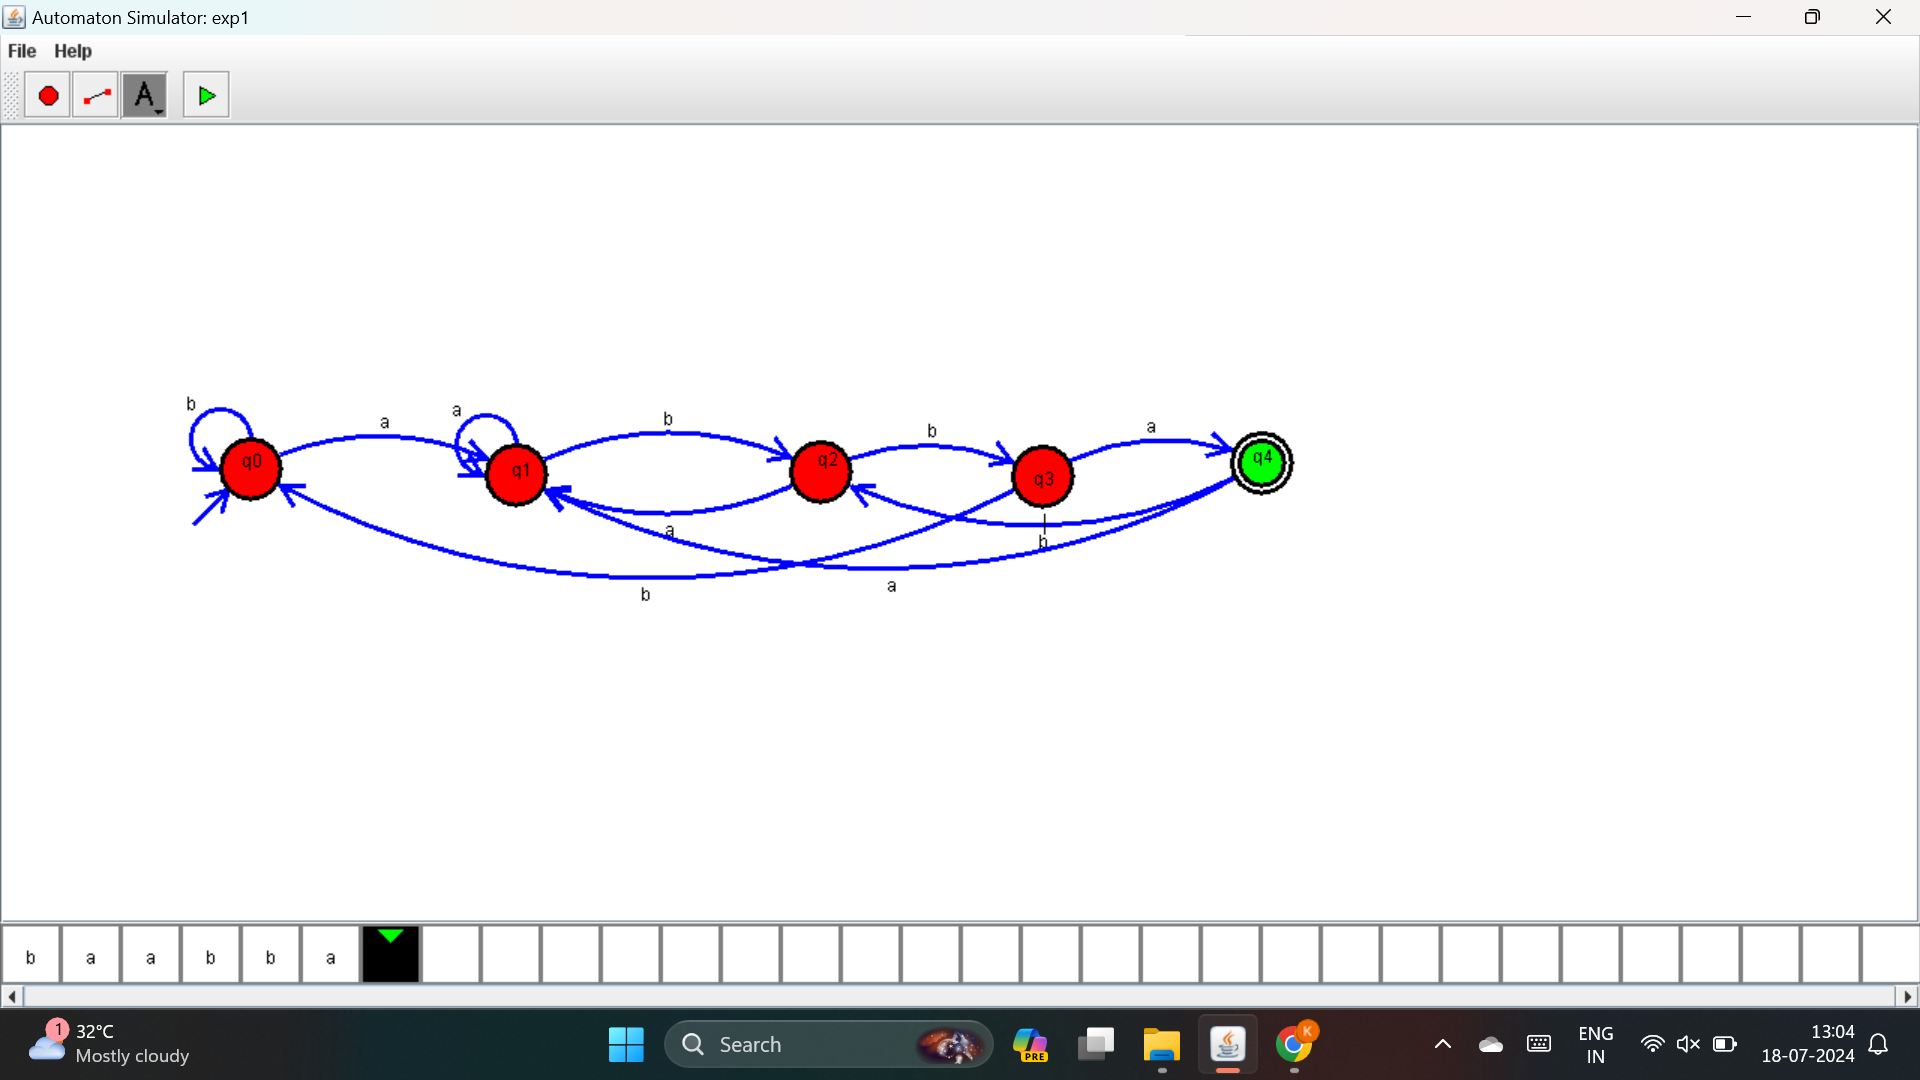 Automaton Simulator: exp1
File Help
A
b
a
a
b
b
a
q0
q1
q2
q3
q4
a
b
b
a
b a a b b a
1
32°C
Mostly cloudy
Search
PRE
K
ENG
IN
13:04
18-07-2024